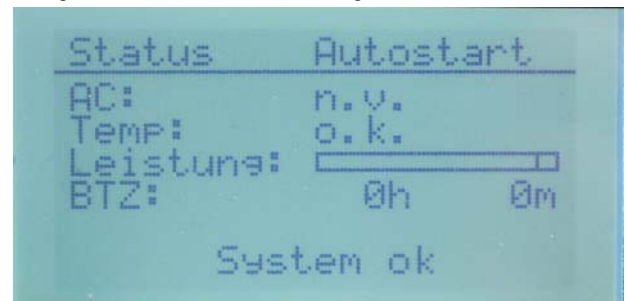 Status Autostart
AC: n.v.
Temp: o.k.
Leistung:
BTZ: 0h 0m
System ok